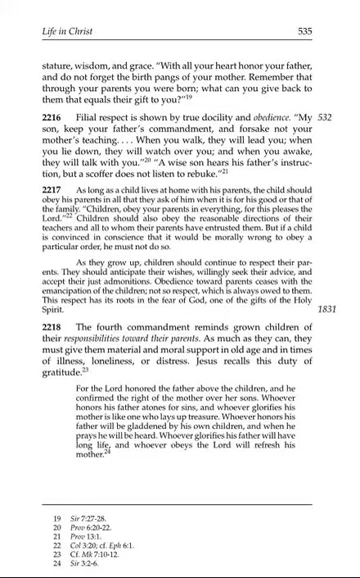 Life in Christ 535
stature, wisdom, and grace. “With all your heart honor your father,
and do not forget the birth pangs of your mother. Remember that
through your parents you were born; what can you give back to
them that equals their gift to you?”19
2216 Filial respect is shown by true docility and obedience. “My 532
son, keep your father’s commandment, and forsake not your
mother’s teaching. . . . When you walk, they will lead you; when
you lie down, they will watch over you; and when you awake,
they will talk with you.”20 “A wise son hears his father’s instruc-
tion, but a scoffer does not listen to rebuke.”21
2217 As long as a child lives at home with his parents, the child should
obey his parents in all that they ask of him when it is for his good or that of
the family. “Children, obey your parents in everything, for this pleases the
Lord.”22 Children should also obey the reasonable directions of their
teachers and all to whom their parents have entrusted them. But if a child
is convinced in conscience that it would be morally wrong to obey a
particular order, he must not do so.
As they grow up, children should continue to respect their par-
ents. They should anticipate their wishes, willingly seek their advice, and
accept their just admonitions. Obedience toward parents ceases with the
emancipation of the children; not so respect, which is always owed to them.
This respect has its roots in the fear of God, one of the gifts of the Holy
Spirit. 1831
2218 The fourth commandment reminds grown children of
their responsibilities toward their parents. As much as they can, they
must give them material and moral support in old age and in times
of illness, loneliness, or distress. Jesus recalls this duty of
gratitude.23
For the Lord honored the father above the children, and he
confirmed the right of the mother over her sons. Whoever
honors his father atones for sins, and whoever glorifies his
mother is like one who lays up treasure. Whoever honors his
father will be gladdened by his own children, and when he
prays he will be heard. Whoever glorifies his father will have
long life, and whoever obeys the Lord will refresh his
mother.24
19 Sir 7:27-28.
20 Prov 6:20-22.
21 Prov 13:1.
22 Col 3:20; cf. Eph 6:1.
23 Cf. Mk 7:10-12.
24 Sir 3:2-6.